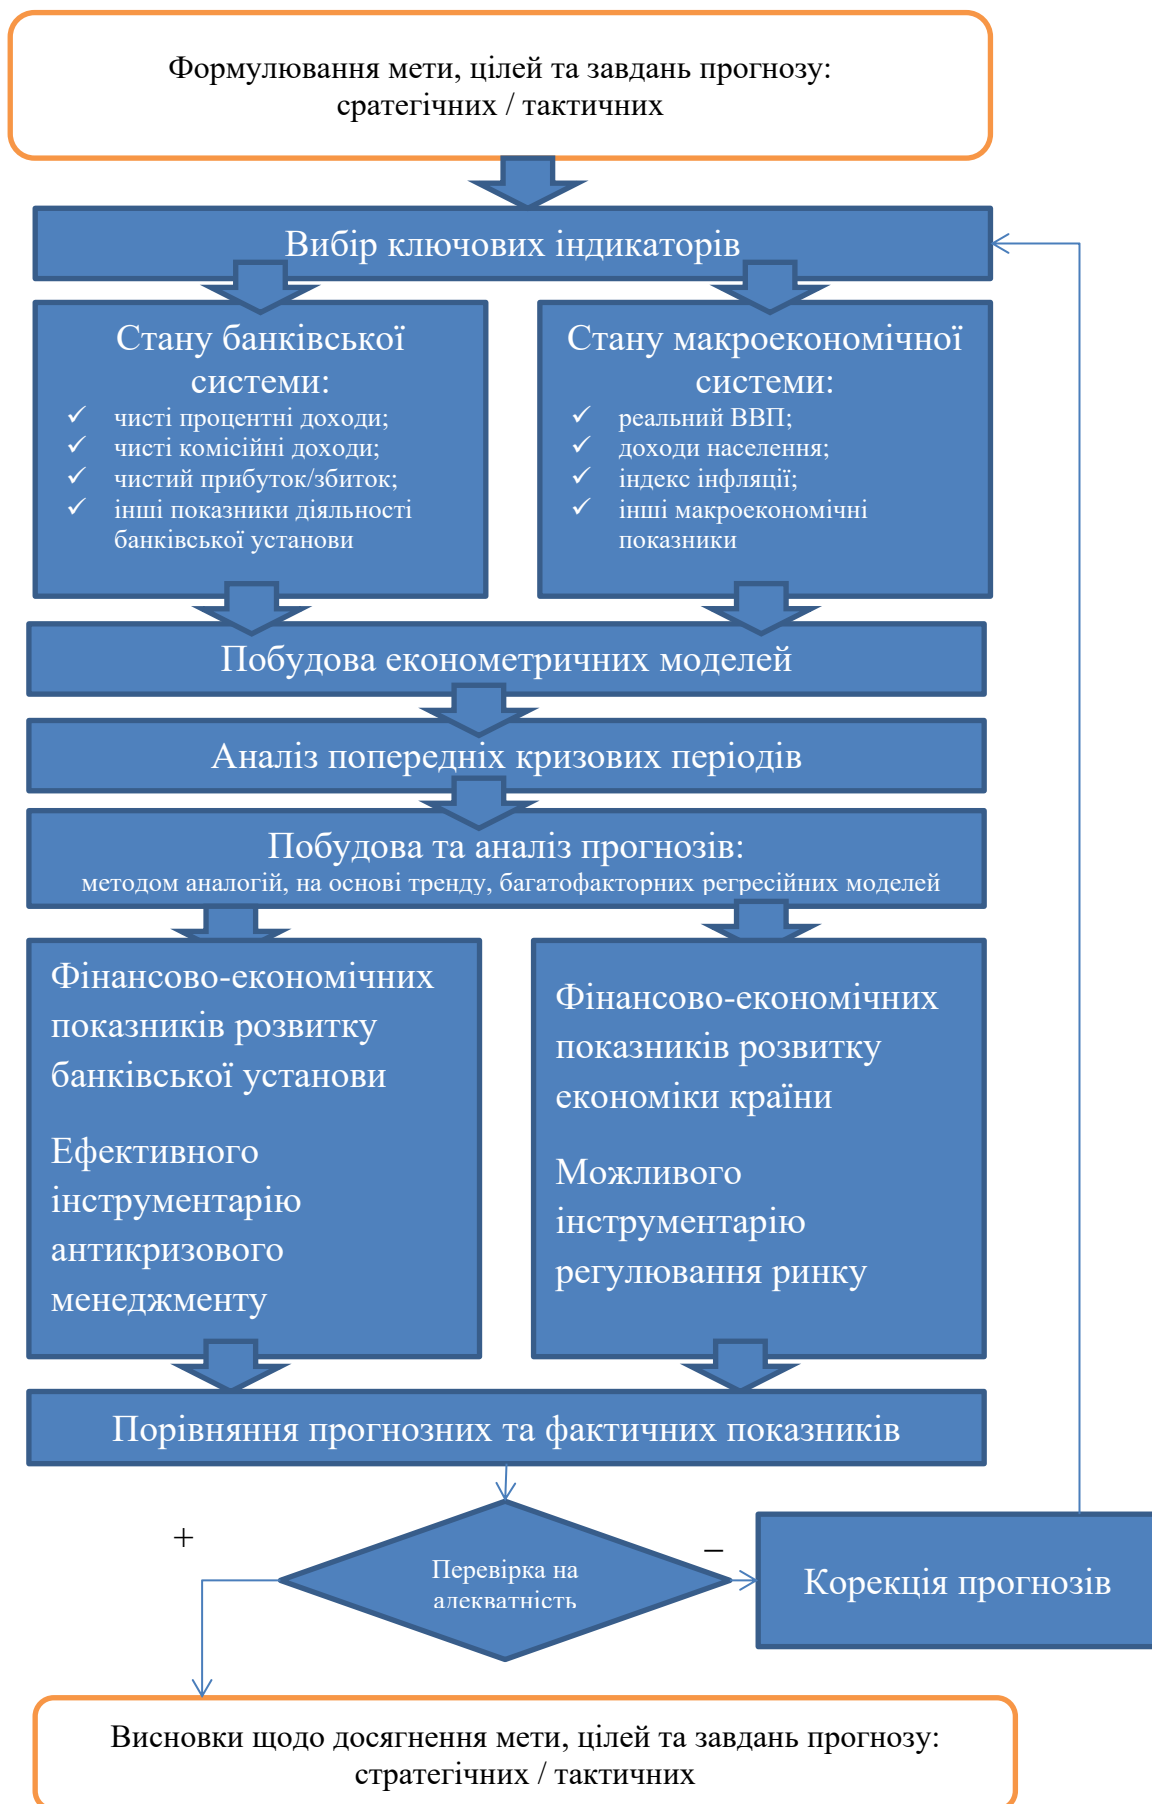 Формулювання мети, цілей та завдань прогнозу:
сратегічних / тактичних
Вибір ключових індикаторів
Стану банківської
системи:
✓ чисті процентні доходи;
✓ чисті комісійні доходи;
✓ чистий прибуток/збиток;
✓ інші показники діяльності
банківської установи
Стану макроекономічної
системи:
✓ реальний ВВП;
✓ доходи населення;
✓ індекс інфляції;
✓ інші макроекономічні
показники
Побудова економетричних моделей
Аналіз попередніх кризових періодів
Побудова та аналіз прогнозів:
методом аналогій, на основі тренду, багатофакторних регресійних моделей
Фінансово-економічних
показників розвитку
банківської установи
Ефективного
інструментарію
антикризового
менеджменту
Фінансово-економічних
показників розвитку
економіки країни
Можливого
інструментарію
регулювання ринку
Порівняння прогнозних та фактичних показників
+
–
Перевірка на
адекватність
Корекція прогнозів
Висновки щодо досягнення мети, цілей та завдань прогнозу:
стратегічних / тактичних